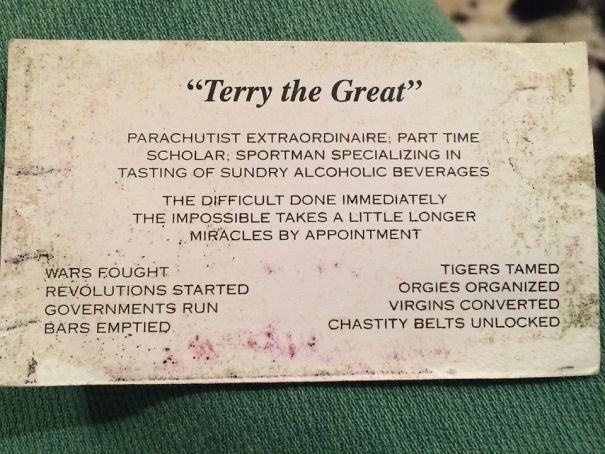 “Terry the Great”
PARACHUTIST EXTRAORDINAIRE; PART TIME
SCHOLAR; SPORTMAN SPECIALIZING IN
TASTING OF SUNDRY ALCOHOLIC BEVERAGES
THE DIFFICULT DONE IMMEDIATELY
THE IMPOSSIBLE TAKES A LITTLE LONGER
MIRACLES BY APPOINTMENT
WARS FOUGHT
REVOLUTIONS STARTED
GOVERNMENTS RUN
BARS EMPTIED
TIGERS TAMED
ORGIES ORGANIZED
VIRGINS CONVERTED
CHASTITY BELTS UNLOCKED